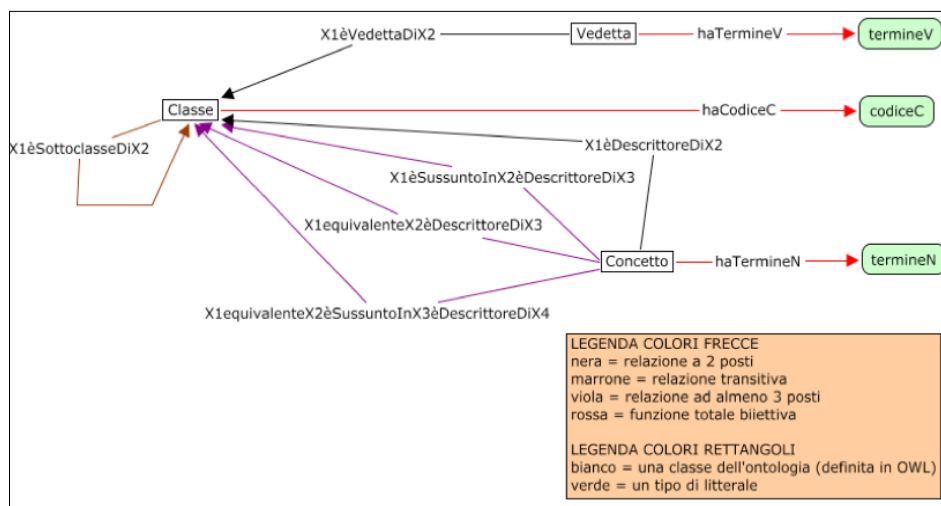 X1èVedettaDiX2
Vedetta
haTermineV
termineV
Classe
haCodiceC
codiceC
X1èSottoclasseDiX2
X1èDescrittoreDiX2
X1èSussuntoInX2èDescrittoreDiX3
X1equivalenteX2èDescrittoreDiX3
Concetto
haTermineN
termineN
X1equivalenteX2èSussuntoInX3èDescrittoreDiX4
LEGENDA COLORI FRECCE
nera = relazione a 2 posti
marrone = relazione transitiva
viola = relazione ad almeno 3 posti
rossa = funzione totale biiettiva
LEGENDA COLORI RETTANGOLI
bianco = una classe dell'ontologia (definita in OWL)
verde = un tipo di litterale